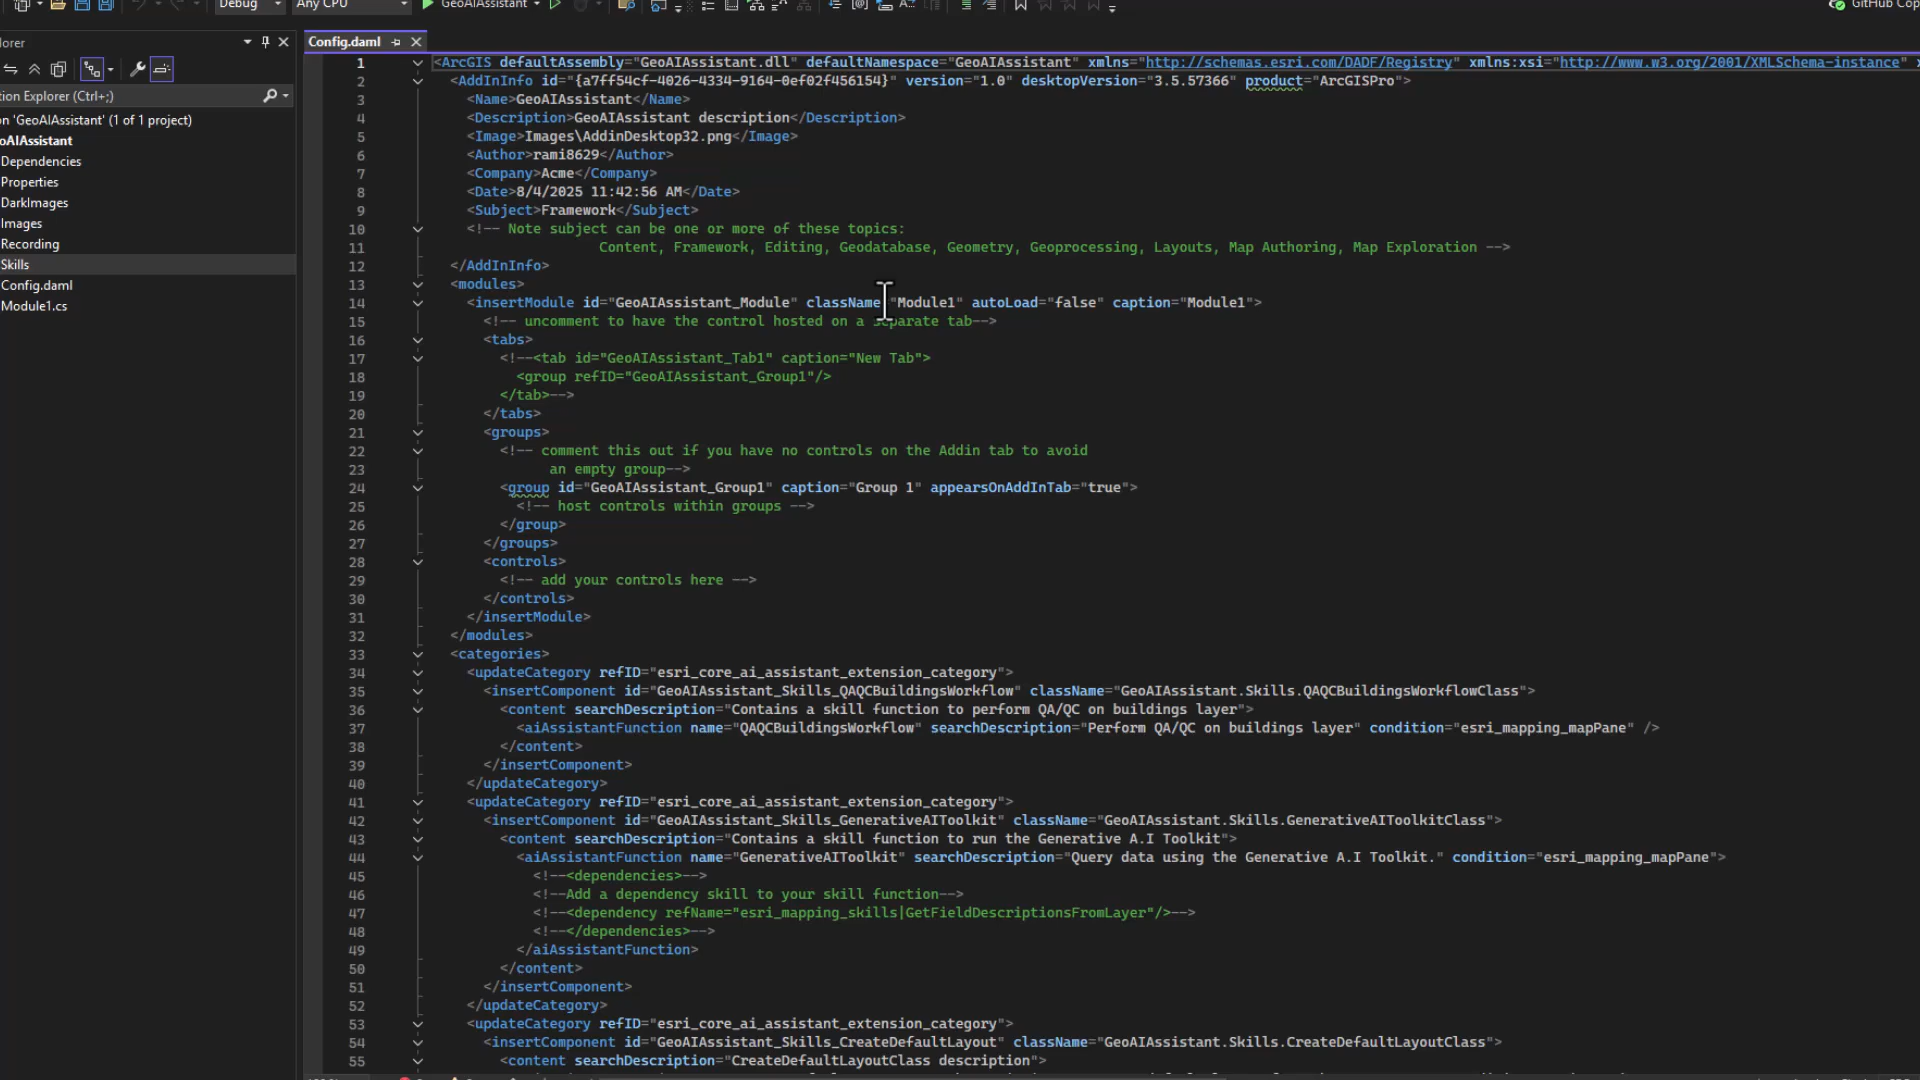 Debug
Any CPU
GeoAIAssistant
GitHub Cop
lorer
tion Explorer (Ctrl+;)
on 'GeoAIAssistant' (1 of 1 project)
oAIAssistant
Dependencies
Properties
DarkImages
Images
Recording
Skills
Config.daml
Module1.cs
Config.daml
1 <ArcGIS defaultAssembly="GeoAIAssistant.dll" defaultNamespace="GeoAIAssistant" xmlns="http://schemas.esri.com/DADF/Registry" xmlns:xsi="http://www.w3.org/2001/XMLSchema-instance" x
2 <AddInInfo id="{a7ff54cf-4026-4334-9164-0ef02f456154}" version="1.0" desktopVersion="3.5.57366" product="ArcGISPro">
3 <Name>GeoAIAssistant</Name>
4 <Description>GeoAIAssistant description</Description>
5 <Image>Images\AddinDesktop32.png</Image>
6 <Author>rami8629</Author>
7 <Company>Acme</Company>
8 <Date>8/4/2025 11:42:56 AM</Date>
9 <Subject>Framework</Subject>
10 <!-- Note subject can be one or more of these topics:
11 Content, Framework, Editing, Geodatabase, Geometry, Geoprocessing, Layouts, Map Authoring, Map Exploration -->
12 </AddInInfo>
13 <modules>
14 <insertModule id="GeoAIAssistant_Module" className="Module1" autoLoad="false" caption="Module1">
15 <!-- uncomment to have the control hosted on a separate tab-->
16 <tabs>
17 <!--<tab id="GeoAIAssistant_Tab1" caption="New Tab">
18 <group refID="GeoAIAssistant_Group1"/>
19 </tab>-->
20 </tabs>
21 <groups>
22 <!-- comment this out if you have no controls on the Addin tab to avoid
23 an empty group-->
24 <group id="GeoAIAssistant_Group1" caption="Group 1" appearsOnAddInTab="true">
25 <!-- host controls within groups -->
26 </group>
27 </groups>
28 <controls>
29 <!-- add your controls here -->
30 </controls>
31 </insertModule>
32 </modules>
33 <categories>
34 <updateCategory refID="esri_core_ai_assistant_extension_category">
35 <insertComponent id="GeoAIAssistant_Skills_QAQCBuildingsWorkflow" className="GeoAIAssistant.Skills.QAQCBuildingsWorkflowClass">
36 <content searchDescription="Contains a skill function to perform QA/QC on buildings layer">
37 <aiAssistantFunction name="QAQCBuildingsWorkflow" searchDescription="Perform QA/QC on buildings layer" condition="esri_mapping_mapPane" />
38 </content>
39 </insertComponent>
40 </updateCategory>
41 <updateCategory refID="esri_core_ai_assistant_extension_category">
42 <insertComponent id="GeoAIAssistant_Skills_GenerativeAIToolkit" className="GeoAIAssistant.Skills.GenerativeAIToolkitClass">
43 <content searchDescription="Contains a skill function to run the Generative A.I Toolkit">
44 <aiAssistantFunction name="GenerativeAIToolkit" searchDescription="Query data using the Generative A.I Toolkit." condition="esri_mapping_mapPane">
45 <!--<dependencies>-->
46 <!--Add a dependency skill to your skill function-->
47 <!--<dependency refName="esri_mapping_skills|GetFieldDescriptionsFromLayer"/>-->
48 <!--</dependencies>-->
49 </aiAssistantFunction>
50 </content>
51 </insertComponent>
52 </updateCategory>
53 <updateCategory refID="esri_core_ai_assistant_extension_category">
54 <insertComponent id="GeoAIAssistant_Skills_CreateDefaultLayout" className="GeoAIAssistant.Skills.CreateDefaultLayoutClass">
55 <content searchDescription="CreateDefaultLayoutClass description">